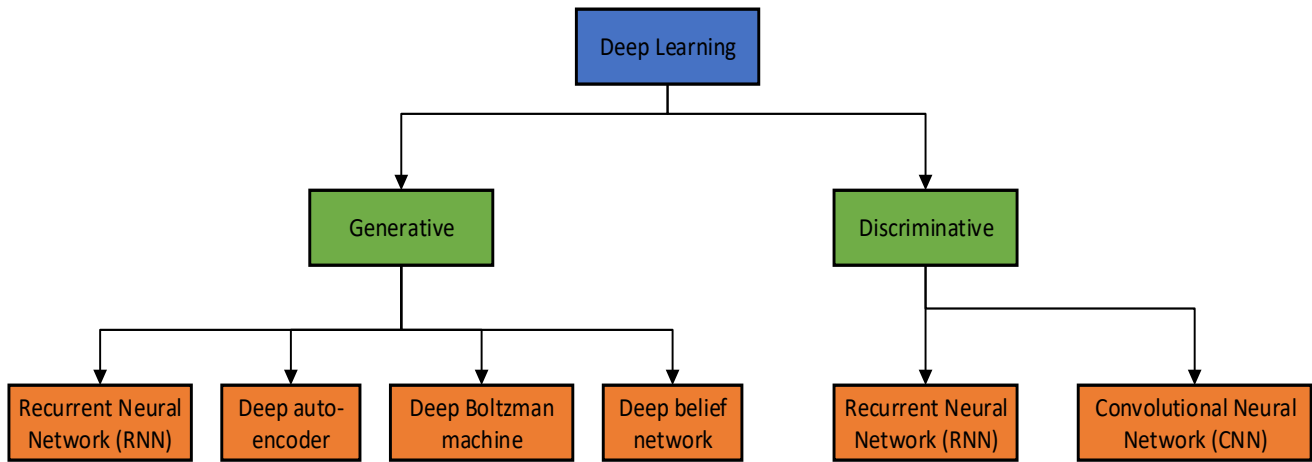 Deep Learning
Generative
Discriminative
Recurrent Neural
Network (RNN)
Deep auto-
encoder
Deep Boltzman
machine
Deep belief
network
Recurrent Neural
Network (RNN)
Convolutional Neural
Network (CNN)